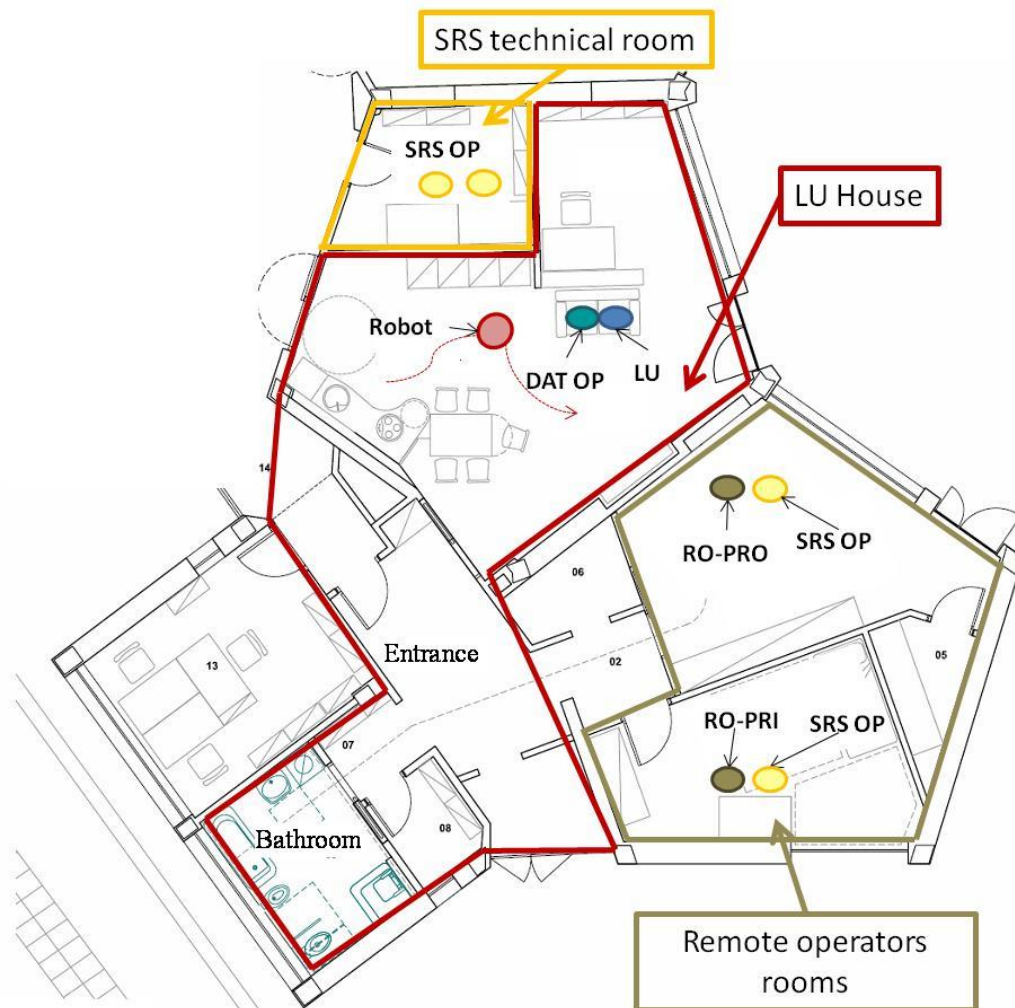 SRS technical room
SRS OP
LU House
Robot
DAT OP
LU
14
RO-PRO
SRS OP
06
Entrance
13
02
05
RO-PRI
SRS OP
07
08
Bathroom
Remote operators
rooms